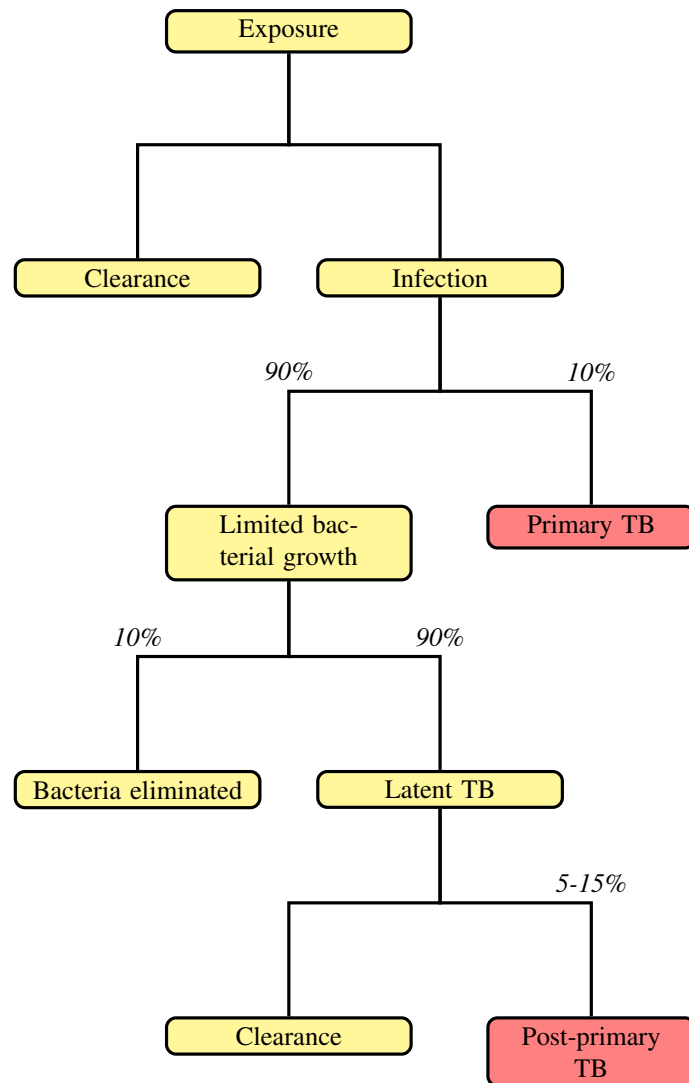 Exposure
Clearance
Infection
90%
10%
Limited bac-
terial growth
Primary TB
10%
90%
Bacteria eliminated
Latent TB
5-15%
Clearance
Post-primary
TB